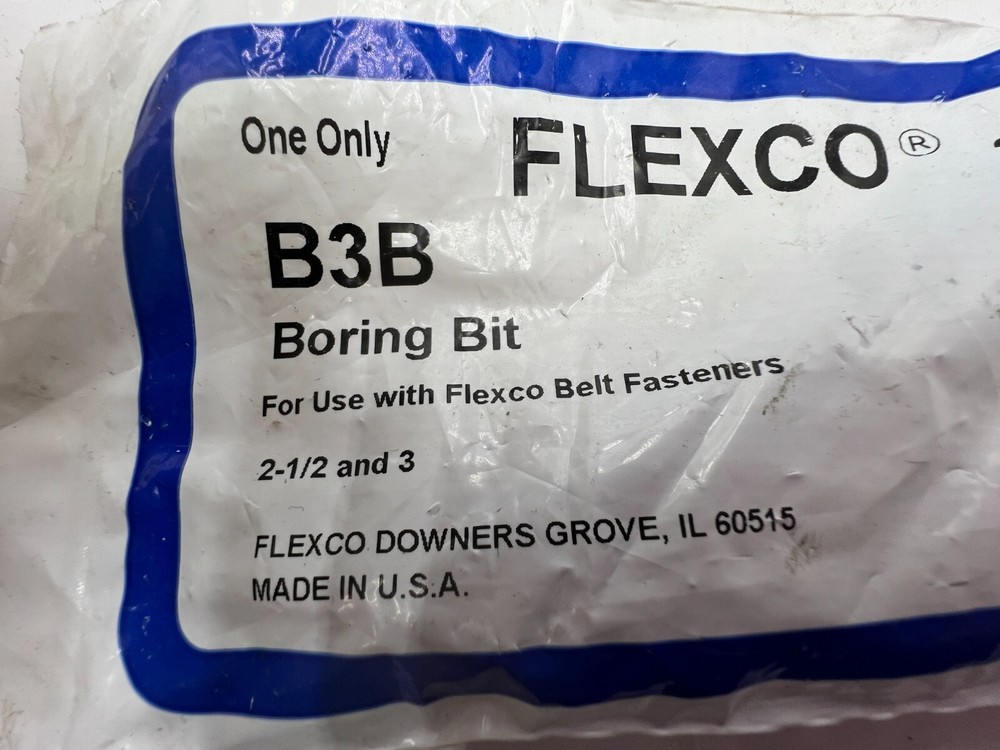 One Only
FLEXCO®
B3B
Boring Bit
For Use with Flexco Belt Fasteners
2-1/2 and 3
FLEXCO DOWNERS GROVE, IL 60515
MADE IN U.S.A.